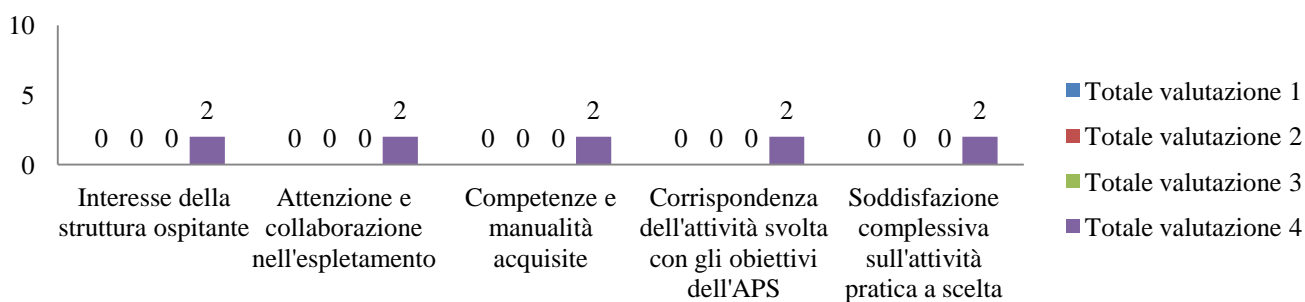 10
5
0
0 0 0 2
0 0 0 2
0 0 0 2
0 0 0 2
0 0 0 2
Interesse della
struttura ospitante
Attenzione e
collaborazione
nell'espletamento
Competenze e
manualità
acquisite
Corrispondenza
dell'attività svolta
con gli obiettivi
dell'APS
Soddisfazione
complessiva
sull'attività
pratica a scelta
Totale valutazione 1
Totale valutazione 2
Totale valutazione 3
Totale valutazione 4